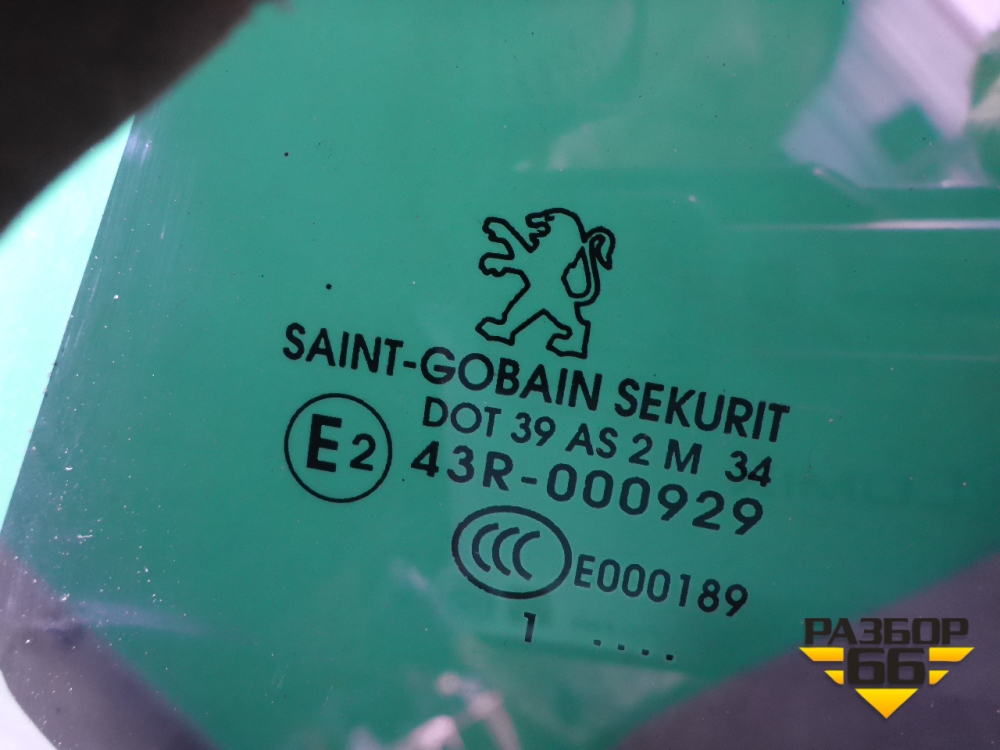 SAINT-GOBAIN SEKURIT
DOT 39 AS 2 M 34
E2 43R-000929
CCC E000189
1 ....
РАЗБОР
66